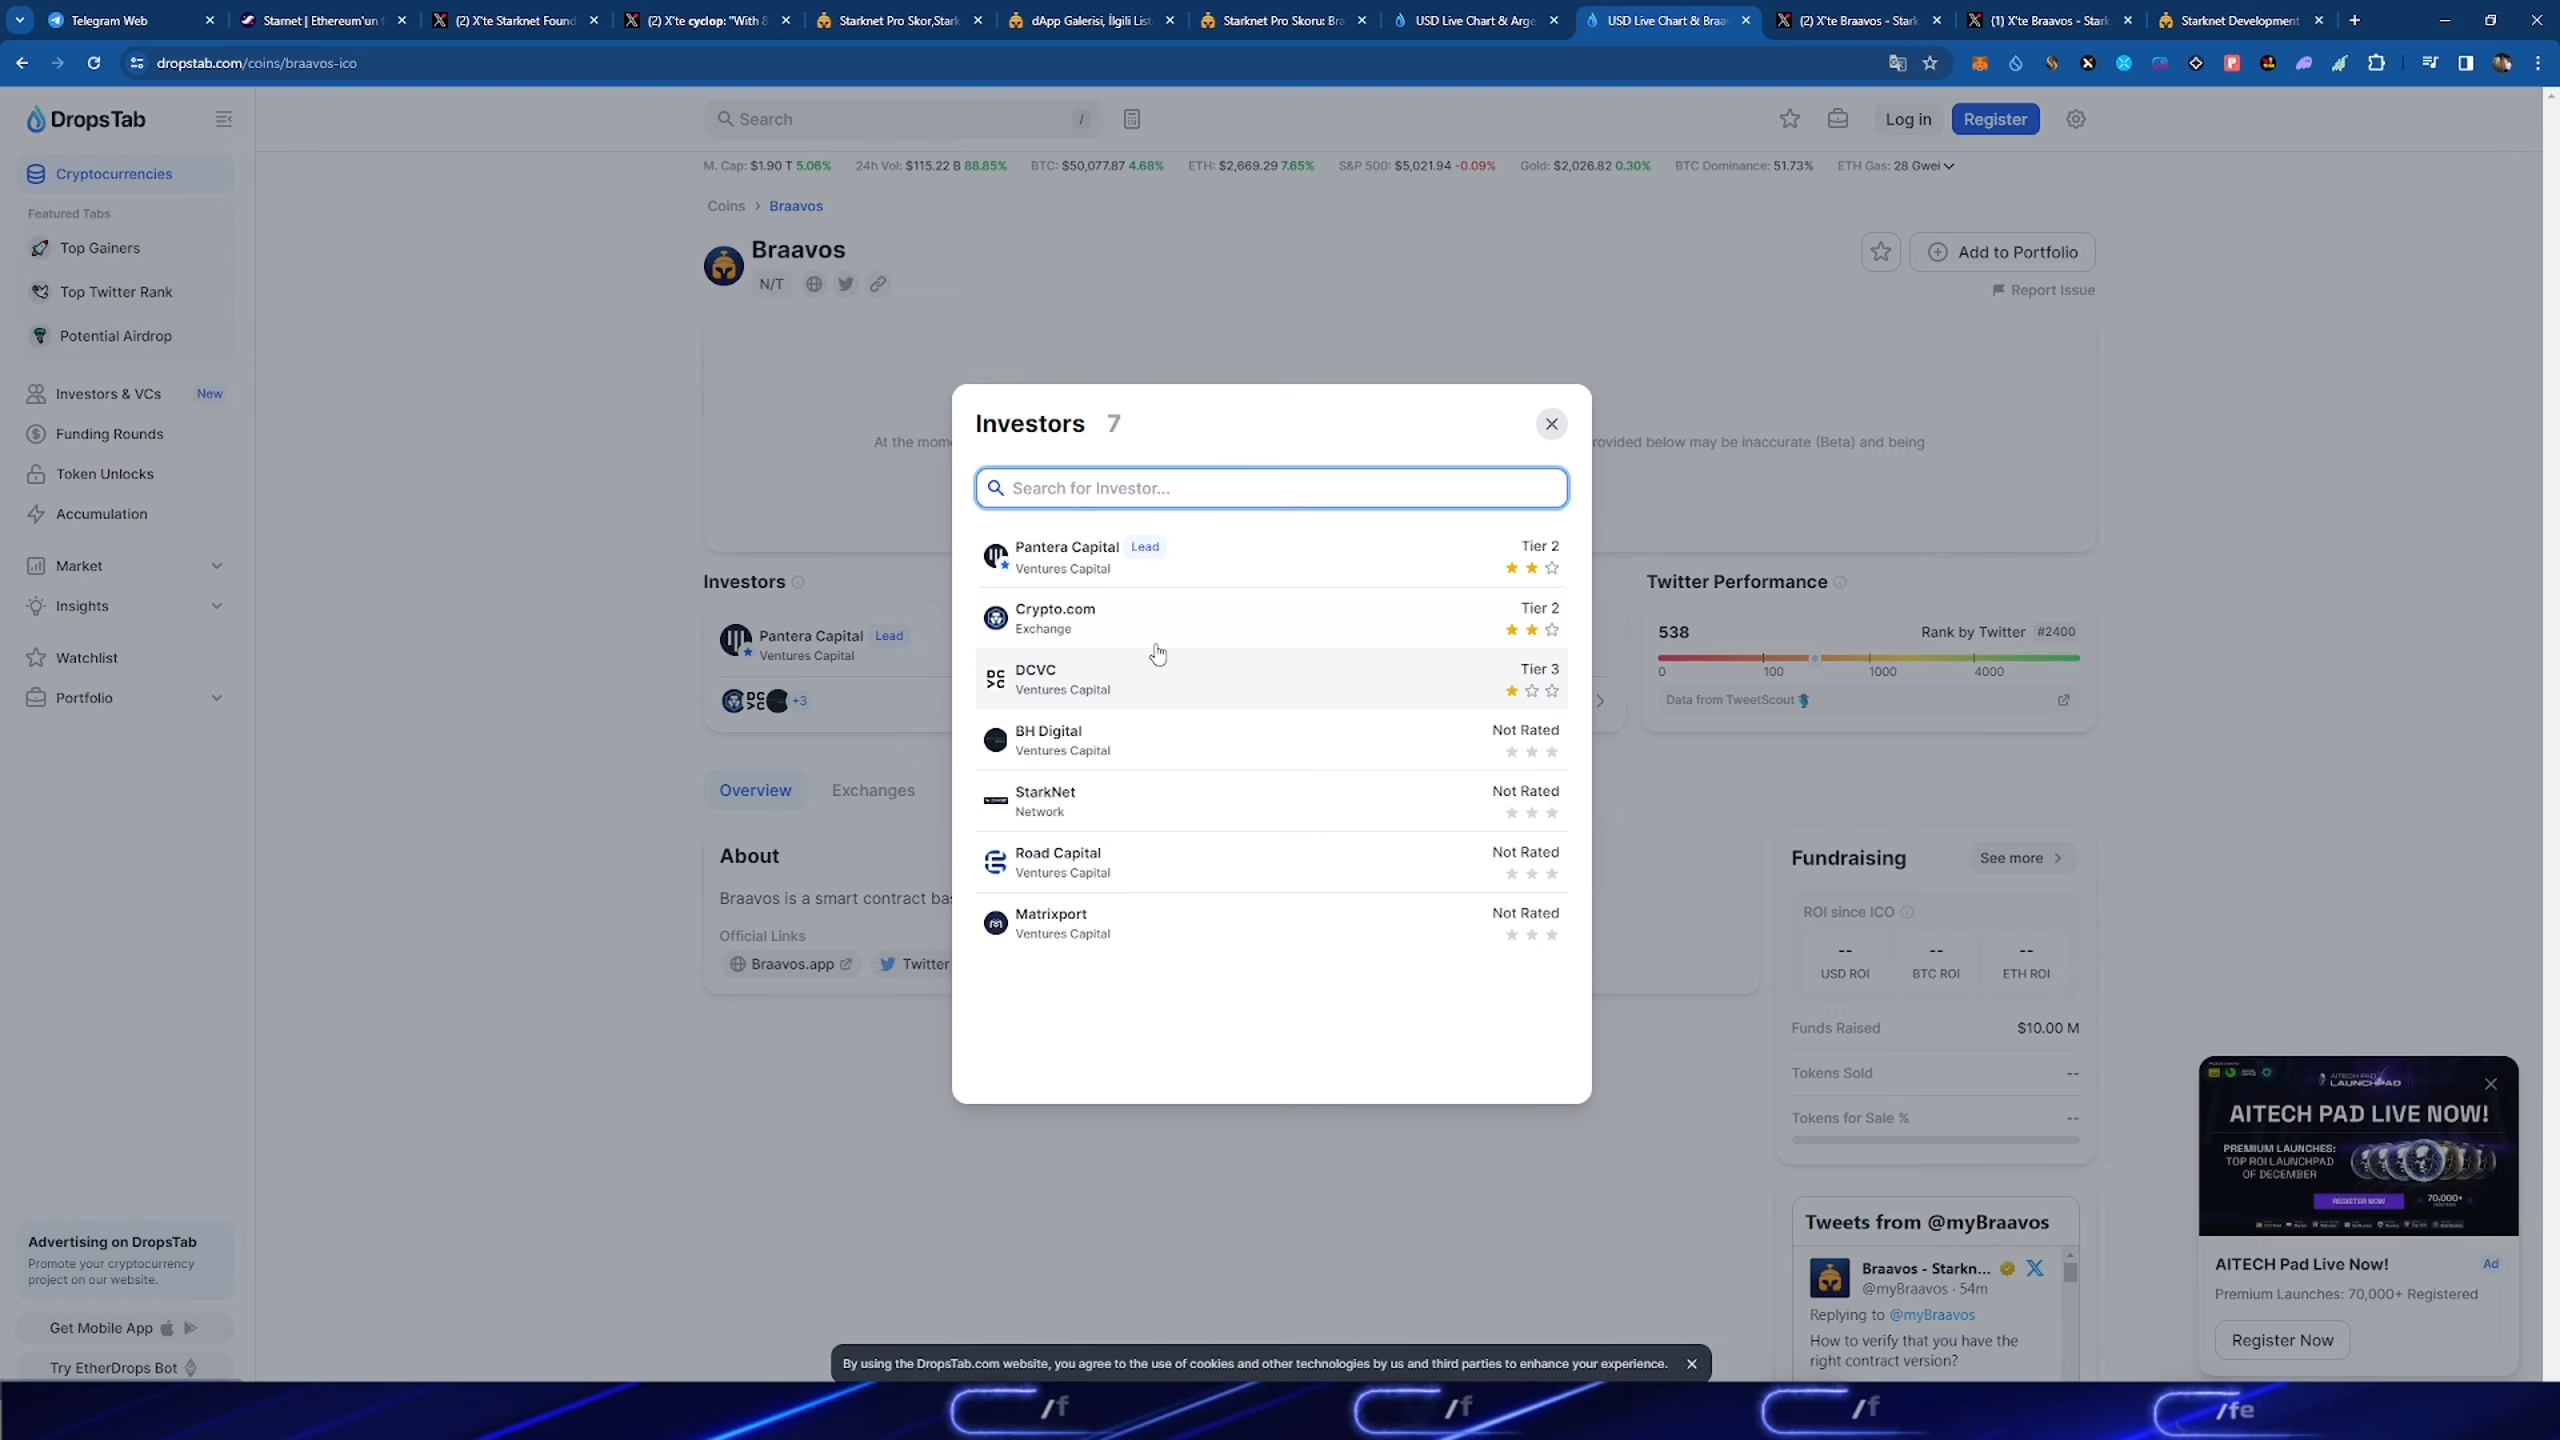 Telegram Web
Starnet | Ethereum'un f
(2) X'te Starknet Found
(2) X'te cyclop: "With 8
Starknet Pro Skor,Stark
dApp Galerisi, İlgili List
Starknet Pro Skoru: Bra
USD Live Chart & Arge
USD Live Chart & Braa
(2) X'te Braavos - Stark
(1) X'te Braavos - Stark
Starknet Development
dropstab.com/coins/braavos-ico
DropsTab
Search
/
Log in
Register
M. Cap: $1.90 T 5.06%
24h Vol: $115.22 B 88.85%
BTC: $50,077.87 4.68%
ETH: $2,669.29 7.65%
S&P 500: $5,021.94 -0.09%
Gold: $2,026.82 0.30%
BTC Dominance: 51.73%
ETH Gas: 28 Gwei
Cryptocurrencies
Featured Tabs
Top Gainers
Top Twitter Rank
Potential Airdrop
Investors & VCs New
Funding Rounds
Token Unlocks
Accumulation
Market
Insights
Watchlist
Portfolio
Advertising on DropsTab
Promote your cryptocurrency
project on our website.
Get Mobile App
Try EtherDrops Bot
Coins > Braavos
Braavos
N/T
Add to Portfolio
Report Issue
At the mom
rovided below may be inaccurate (Beta) and being
Investors
Pantera Capital Lead
Ventures Capital
+3
Overview
Exchanges
About
Braavos is a smart contract ba
Official Links
Braavos.app
Twitter
Investors 7
Search for Investor...
Pantera Capital Lead
Ventures Capital
Tier 2
Crypto.com
Exchange
Tier 2
DCVC
Ventures Capital
Tier 3
BH Digital
Ventures Capital
Not Rated
StarkNet
Network
Not Rated
Road Capital
Ventures Capital
Not Rated
Matrixport
Ventures Capital
Not Rated
Twitter Performance
538
Rank by Twitter #2400
0 100 1000 4000
Data from TweetScout
Fundraising
See more
ROI since ICO
-- -- --
USD ROI BTC ROI ETH ROI
Funds Raised $10.00 M
Tokens Sold --
Tokens for Sale % --
Tweets from @myBraavos
Braavos - Starkn...
@myBraavos · 54m
Replying to @myBraavos
How to verify that you have the
right contract version?
AITECH PAD
LAUNCHPAD
AITECH PAD LIVE NOW!
PREMIUM LAUNCHES:
TOP ROI LAUNCHPAD
OF DECEMBER
REGISTER NOW
70,000+
AITECH Pad Live Now!
Ad
Premium Launches: 70,000+ Registered
Register Now
By using the DropsTab.com website, you agree to the use of cookies and other technologies by us and third parties to enhance your experience.
/f
/f
/f
/fe